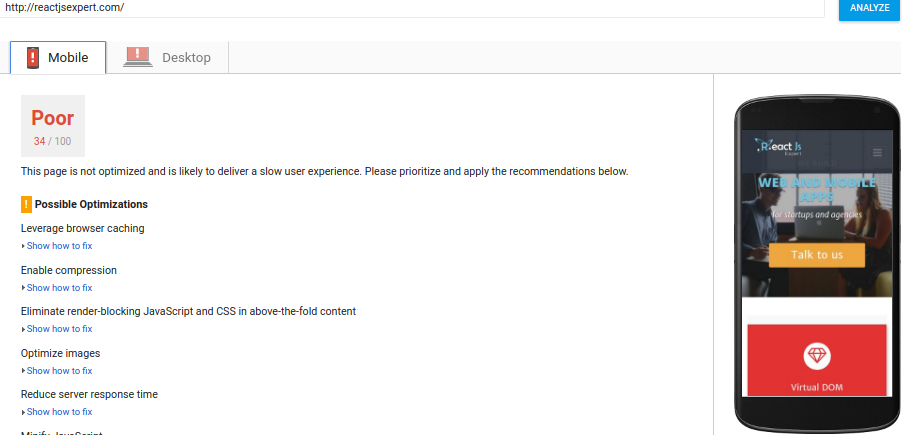 http://reactjsexpert.com/
ANALYZE
Mobile
Desktop
Poor
34 / 100
This page is not optimized and is likely to deliver a slow user experience. Please prioritize and apply the recommendations below.
! Possible Optimizations
Leverage browser caching
Show how to fix
Enable compression
Show how to fix
Eliminate render-blocking JavaScript and CSS in above-the-fold content
Show how to fix
Optimize images
Show how to fix
Reduce server response time
Show how to fix
Minify JavaScript
React Js
Expert
WEB AND MOBILE
APPS
for startups and agencies
Talk to us
Virtual DOM